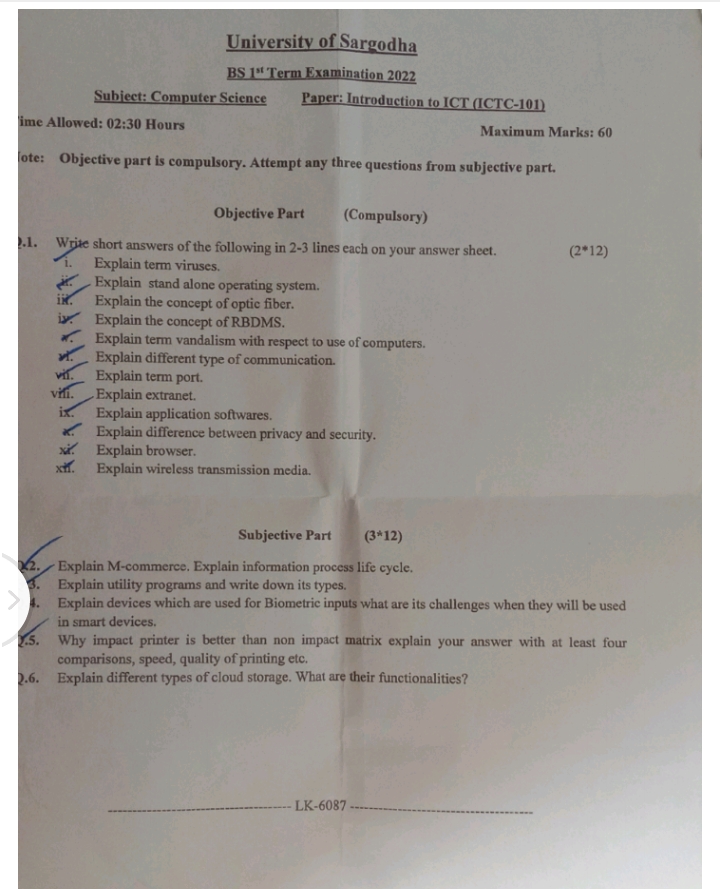 University of Sargodha
BS 1st Term Examination 2022
Subject: Computer Science Paper: Introduction to ICT (ICTC-101)
ime Allowed: 02:30 Hours
Maximum Marks: 60
ote: Objective part is compulsory. Attempt any three questions from subjective part.
Objective Part (Compulsory)
.1. Write short answers of the following in 2-3 lines each on your answer sheet. (2*12)
i. Explain term viruses.
ii. Explain stand alone operating system.
iii. Explain the concept of optic fiber.
iv. Explain the concept of RBDMS.
v. Explain term vandalism with respect to use of computers.
vi. Explain different type of communication.
vii. Explain term port.
viii. Explain extranet.
ix. Explain application softwares.
x. Explain difference between privacy and security.
xi. Explain browser.
xii. Explain wireless transmission media.
Subjective Part (3*12)
2. Explain M-commerce. Explain information process life cycle.
3. Explain utility programs and write down its types.
4. Explain devices which are used for Biometric inputs what are its challenges when they will be used
in smart devices.
.5. Why impact printer is better than non impact matrix explain your answer with at least four
comparisons, speed, quality of printing etc.
Q.6. Explain different types of cloud storage. What are their functionalities?
LK-6087